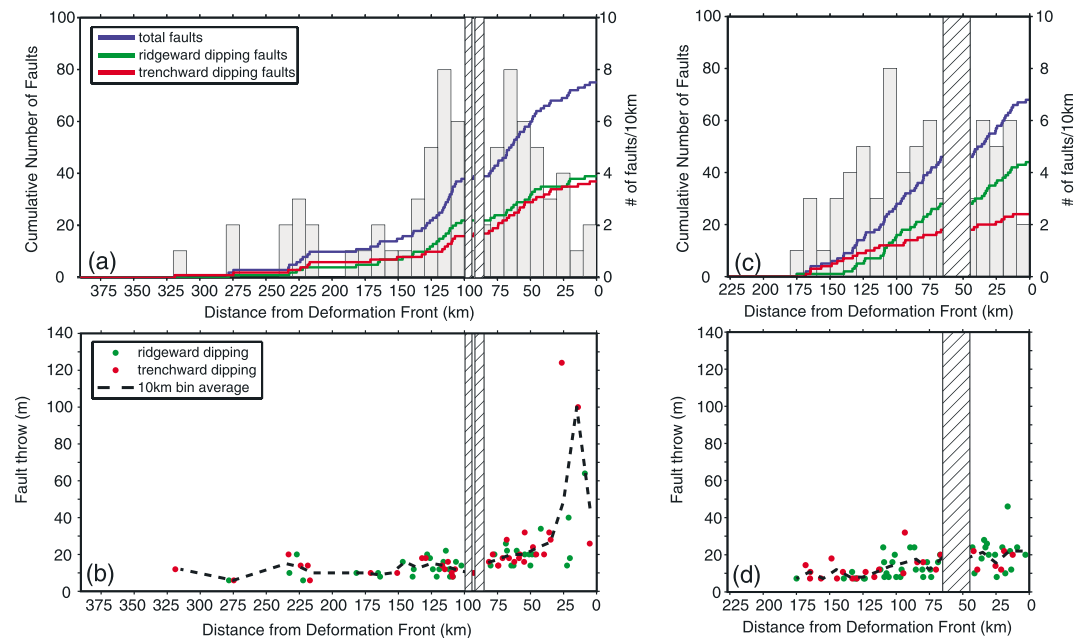 100
80
60
40
20
0
Cumulative Number of Faults
total faults
ridgeward dipping faults
trenchward dipping faults
(a)
10
8
6
4
2
0
# of faults/10km
375 350 325 300 275 250 225 200 175 150 125 100 75 50 25 0
Distance from Deformation Front (km)
100
80
60
40
20
0
Cumulative Number of Faults
(c)
10
8
6
4
2
0
# of faults/10km
225 200 175 150 125 100 75 50 25 0
Distance from Deformation Front (km)
140
120
100
80
60
40
20
0
Fault throw (m)
ridgeward dipping
trenchward dipping
10km bin average
(b)
375 350 325 300 275 250 225 200 175 150 125 100 75 50 25 0
Distance from Deformation Front (km)
140
120
100
80
60
40
20
0
Fault throw (m)
(d)
225 200 175 150 125 100 75 50 25 0
Distance from Deformation Front (km)